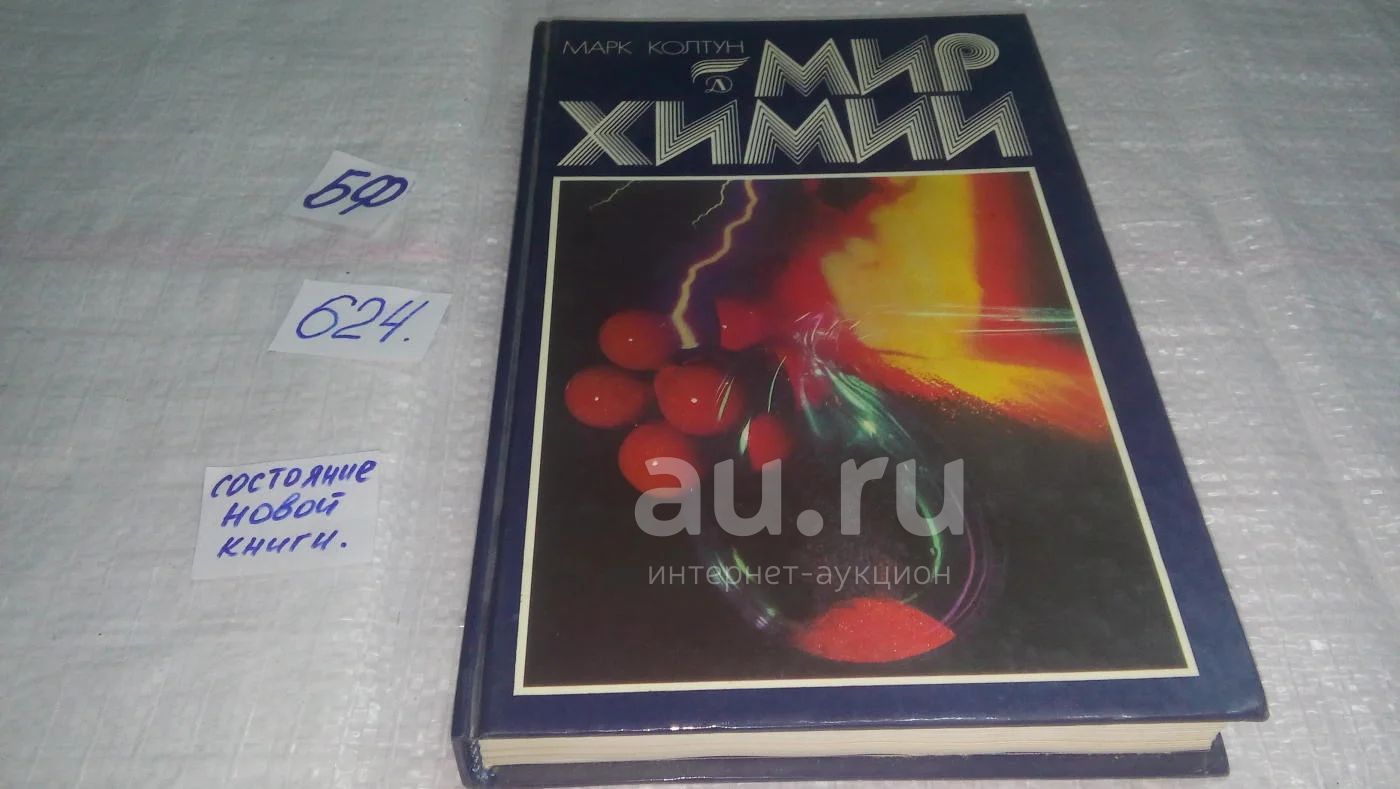 МАРК КОЛТУН
МИР
ХИМИИ
БФ
624.
состояние
новой
книги.
au.ru
интернет-аукцион